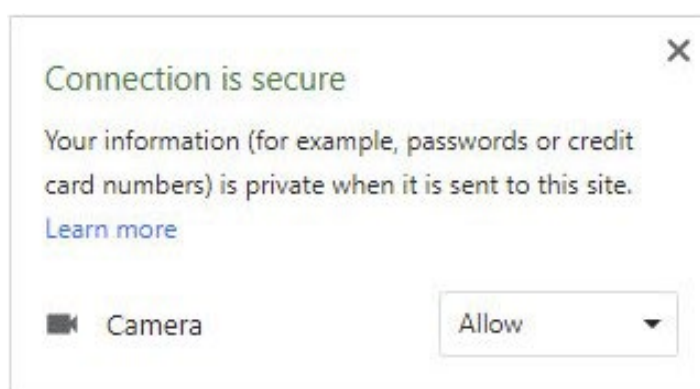 Connection is secure
Your information (for example, passwords or credit
card numbers) is private when it is sent to this site.
Learn more
Camera Allow